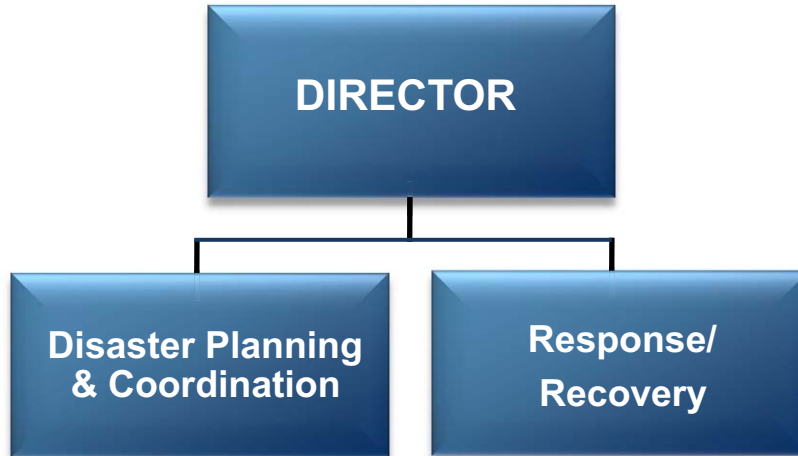 DIRECTOR
Disaster Planning
& Coordination
Response/
Recovery